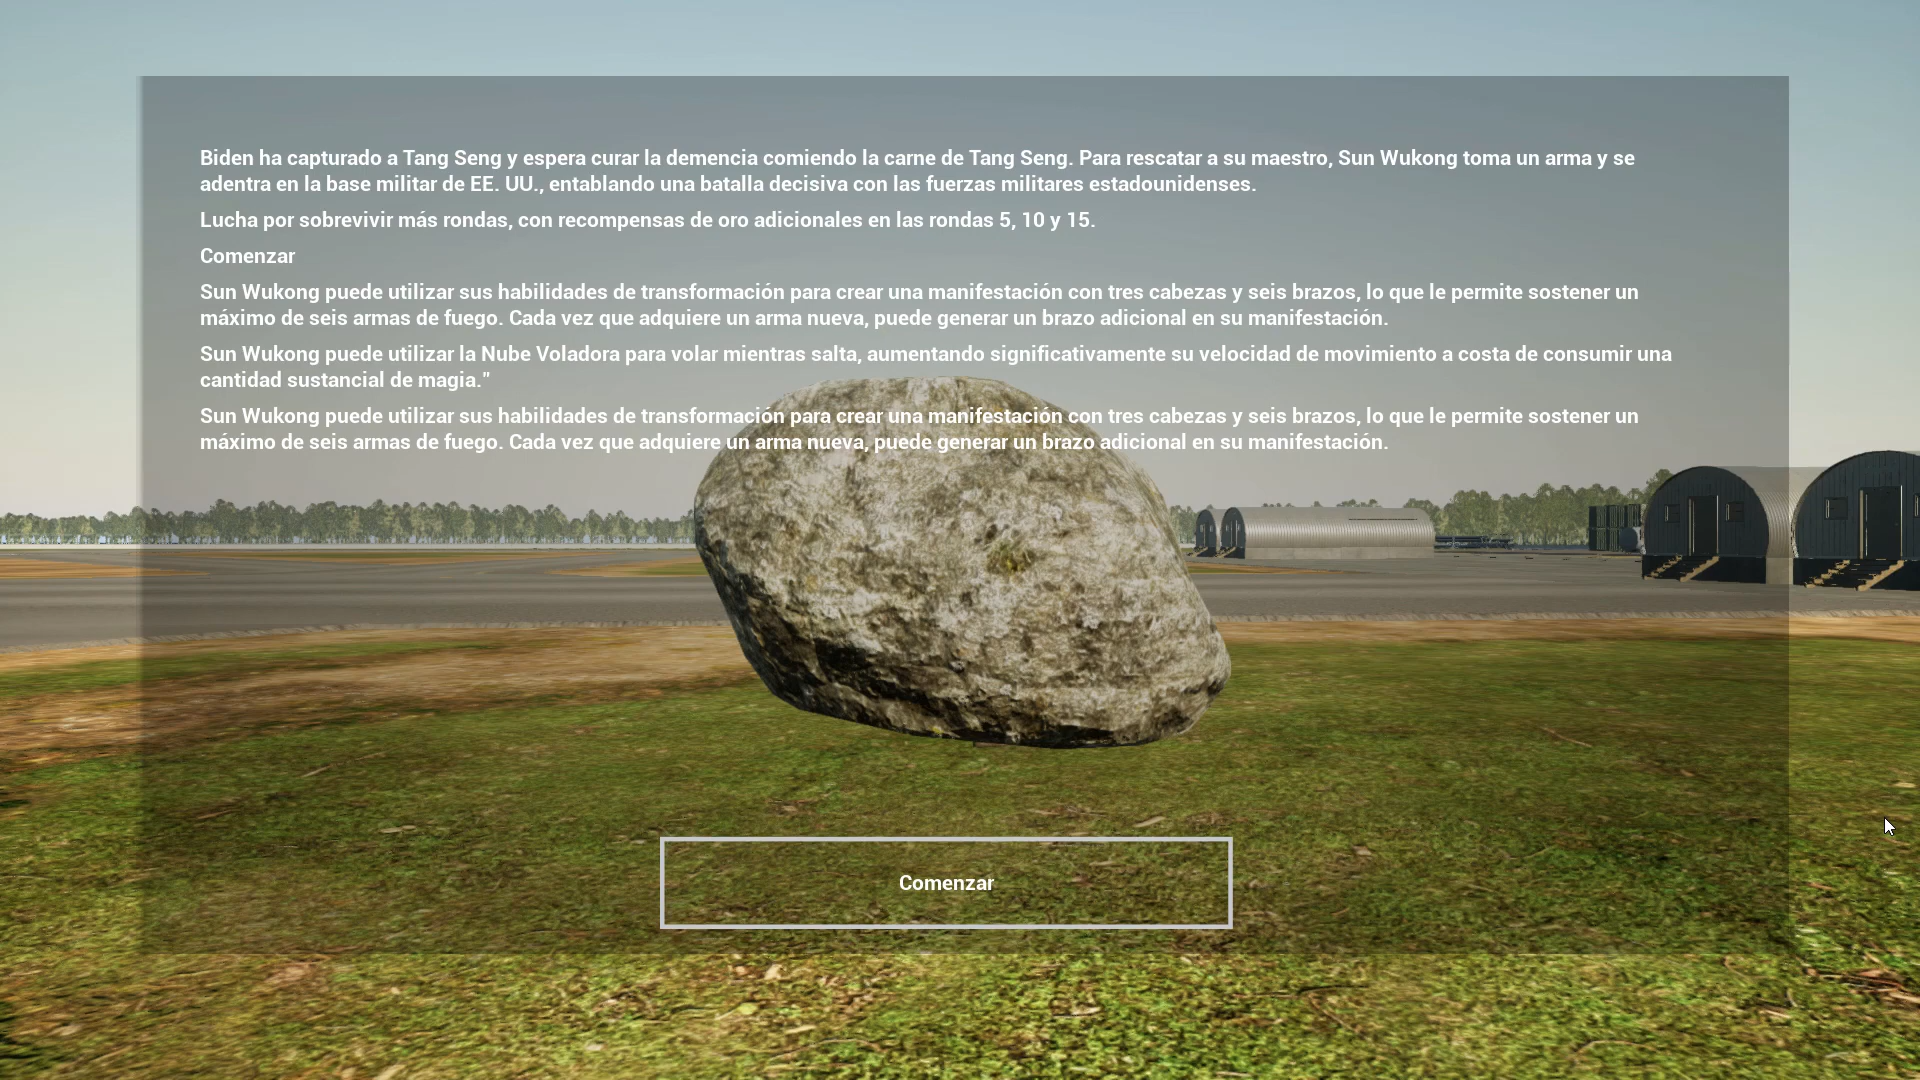 Biden ha capturado a Tang Seng y espera curar la demencia comiendo la carne de Tang Seng. Para rescatar a su maestro, Sun Wukong toma un arma y se
adentra en la base militar de EE. UU., entablando una batalla decisiva con las fuerzas militares estadounidenses.
Lucha por sobrevivir más rondas, con recompensas de oro adicionales en las rondas 5, 10 y 15.
Comenzar
Sun Wukong puede utilizar sus habilidades de transformación para crear una manifestación con tres cabezas y seis brazos, lo que le permite sostener un
máximo de seis armas de fuego. Cada vez que adquiere un arma nueva, puede generar un brazo adicional en su manifestación.
Sun Wukong puede utilizar la Nube Voladora para volar mientras salta, aumentando significativamente su velocidad de movimiento a costa de consumir una
cantidad sustancial de magia."
Sun Wukong puede utilizar sus habilidades de transformación para crear una manifestación con tres cabezas y seis brazos, lo que le permite sostener un
máximo de seis armas de fuego. Cada vez que adquiere un arma nueva, puede generar un brazo adicional en su manifestación.
Comenzar